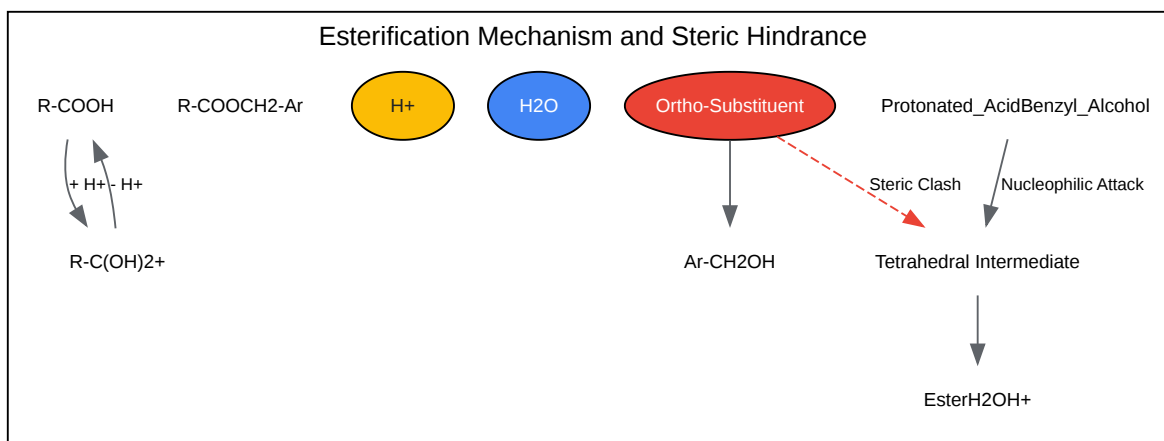 Esterification Mechanism and Steric Hindrance
R-COOH
R-COOCH2-Ar
H+
H2O
Ortho-Substituent
Protonated_AcidBenzyl_Alcohol
+ H+
- H+
Steric Clash
Nucleophilic Attack
R-C(OH)2+
Ar-CH2OH
Tetrahedral Intermediate
EsterH2OH+